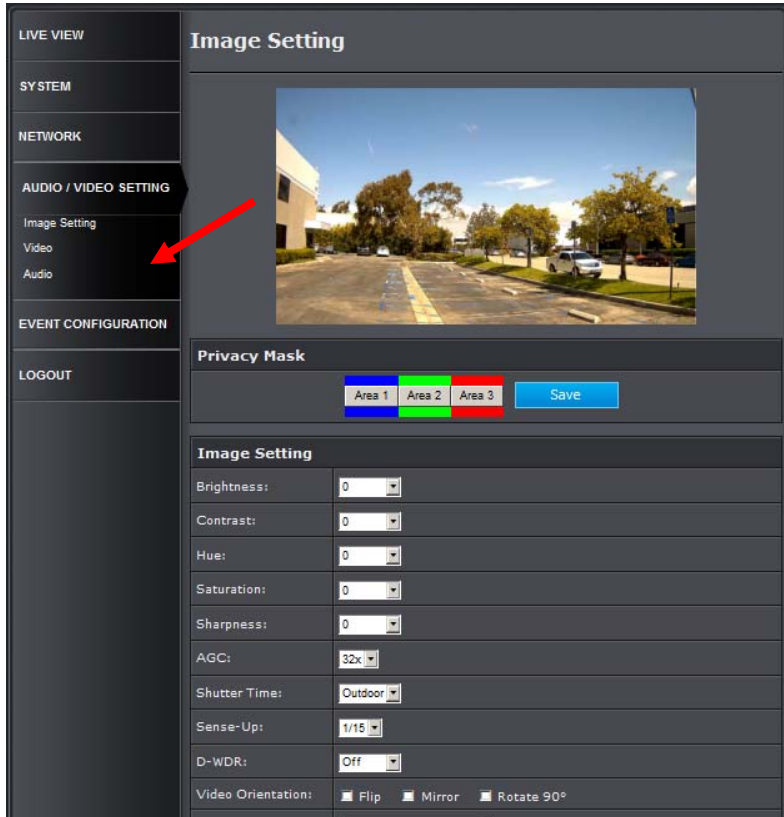 LIVE VIEW
SYSTEM
NETWORK
AUDIO / VIDEO SETTING
Image Setting
Video
Audio
EVENT CONFIGURATION
LOGOUT
Image Setting
Privacy Mask
Area 1 Area 2 Area 3 Save
Image Setting
Brightness: 0
Contrast: 0
Hue: 0
Saturation: 0
Sharpness: 0
AGC: 32x
Shutter Time: Outdoor
Sense-Up: 1/15
D-WDR: Off
Video Orientation: Flip Mirror Rotate 90º